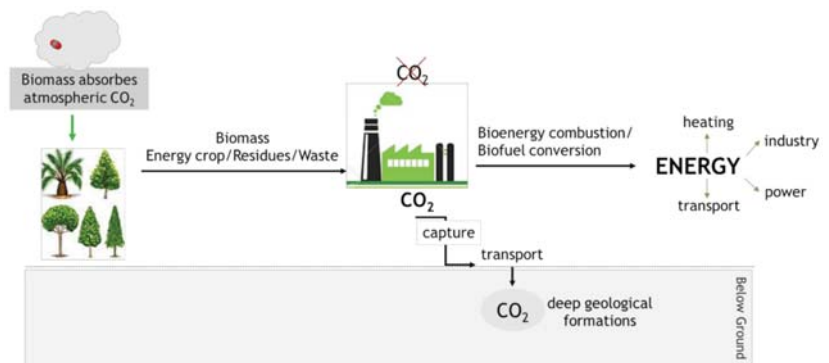 Biomass absorbes
atmospheric CO₂
CO₂
Biomass
Energy crop/Residues/Waste
Bioenergy combustion/
Biofuel conversion
heating
industry
ENERGY
power
transport
CO₂
capture
transport
CO₂
deep geological
formations
Below Ground